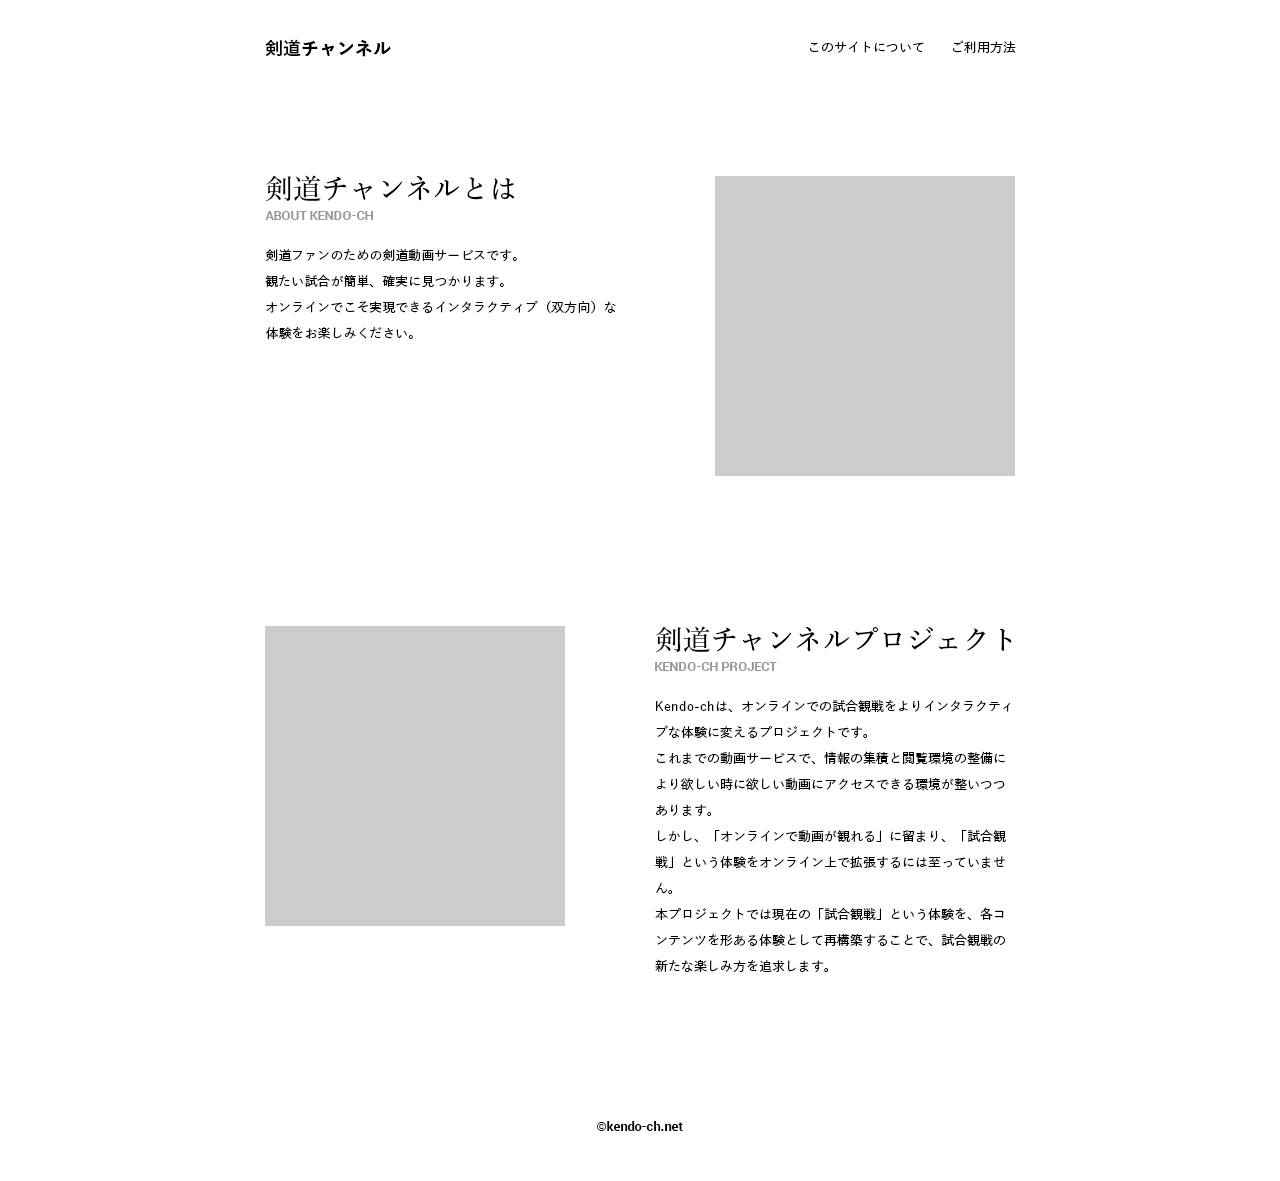 剣道チャンネル
このサイトについて ご利用方法
剣道チャンネルとは
ABOUT KENDO-CH
剣道ファンのための剣道動画サービスです。
観たい試合が簡単、確実に見つかります。
オンラインでこそ実現できるインタラクティブ（双方向）な
体験をお楽しみください。
剣道チャンネルプロジェクト
KENDO-CH PROJECT
Kendo-chは、オンラインでの試合観戦をよりインタラクティ
ブな体験に変えるプロジェクトです。
これまでの動画サービスで、情報の集積と閲覧環境の整備に
より欲しい時に欲しい動画にアクセスできる環境が整いつつ
あります。
しかし、「オンラインで動画が観れる」に留まり、「試合観
戦」という体験をオンライン上で拡張するには至っていませ
ん。
本プロジェクトでは現在の「試合観戦」という体験を、各コ
ンテンツを形ある体験として再構築することで、試合観戦の
新たな楽しみ方を追求します。
©kendo-ch.net